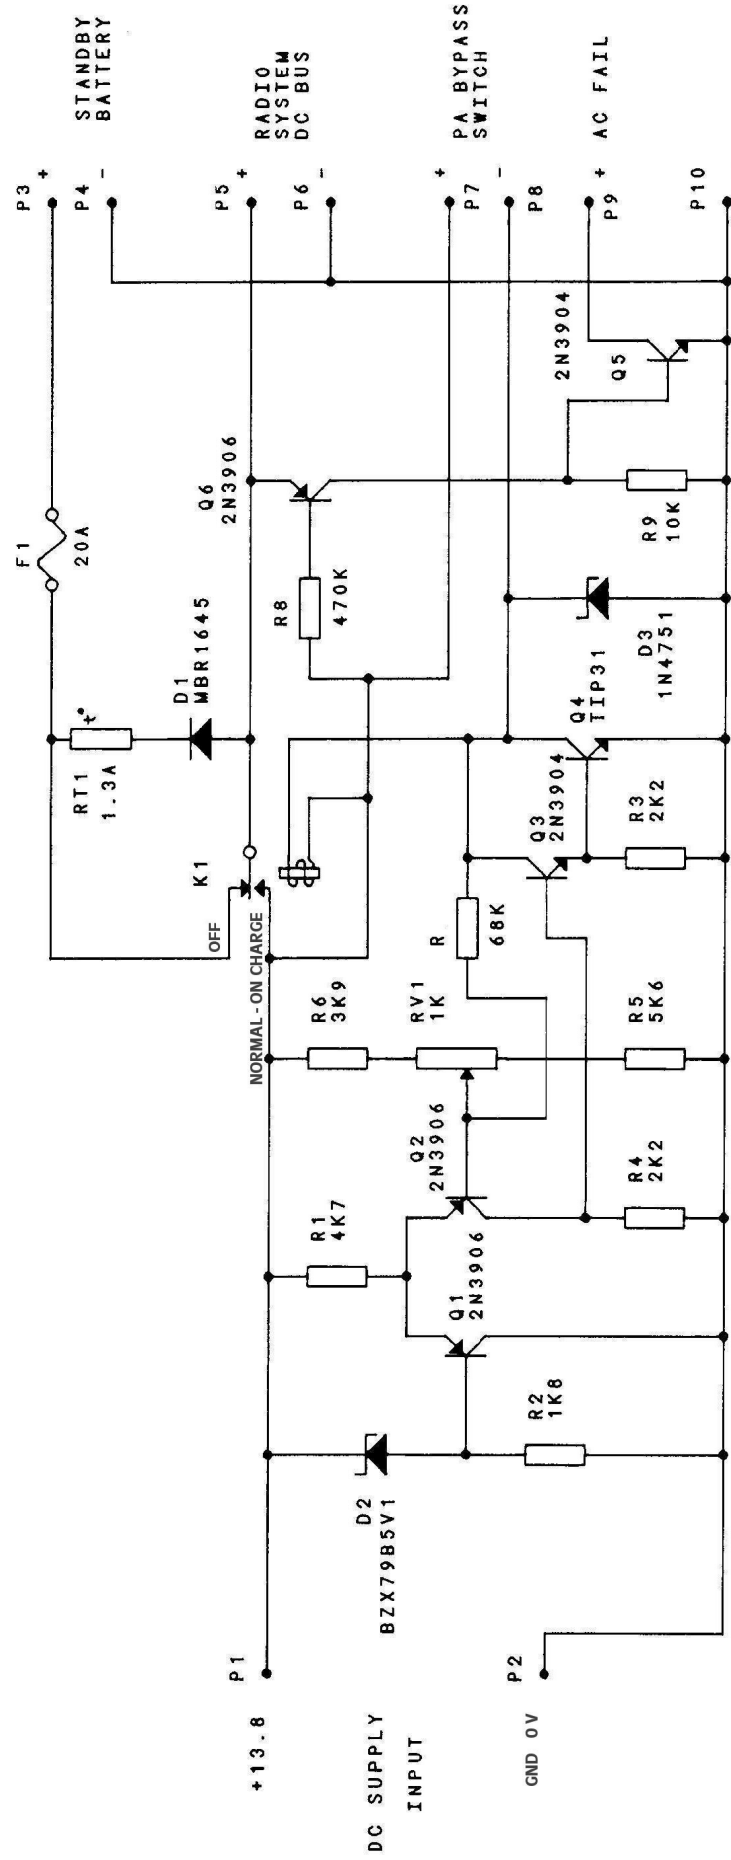 STANDBY
BATTERY
RADIO
SYSTEM
DC BUS
PA BYPASS
SWITCH
AC FAIL
P3 +
P4 -
P5 +
P6 -
+
P7
-
P8
+
P9
P10
F1
20A
RT1
1.3A
t°
D1
MBR1645
K1
OFF
NORMAL - ON CHARGE
Q6
2N3906
R8
470K
2N3904
Q5
R9
10K
D3
1N4751
Q4
TIP31
Q3
2N3904
R3
2K2
R
68K
R6
3K9
RV1
1K
R5
5K6
Q2
2N3906
R4
2K2
R1
4K7
Q1
2N3906
R2
1K8
D2
BZX79B5V1
P1
+13.8
DC SUPPLY
INPUT
P2
GND 0V